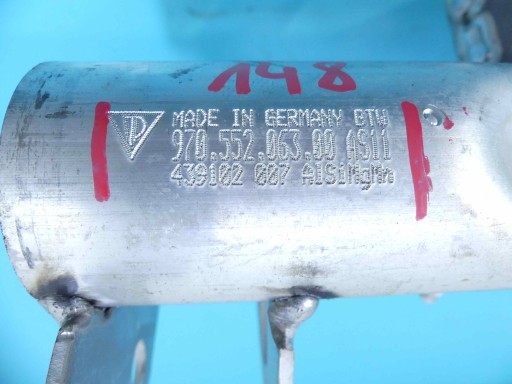 148
MADE IN GERMANY BTW
970.552.063.00 AS11
439102 007 AlSiMgMn